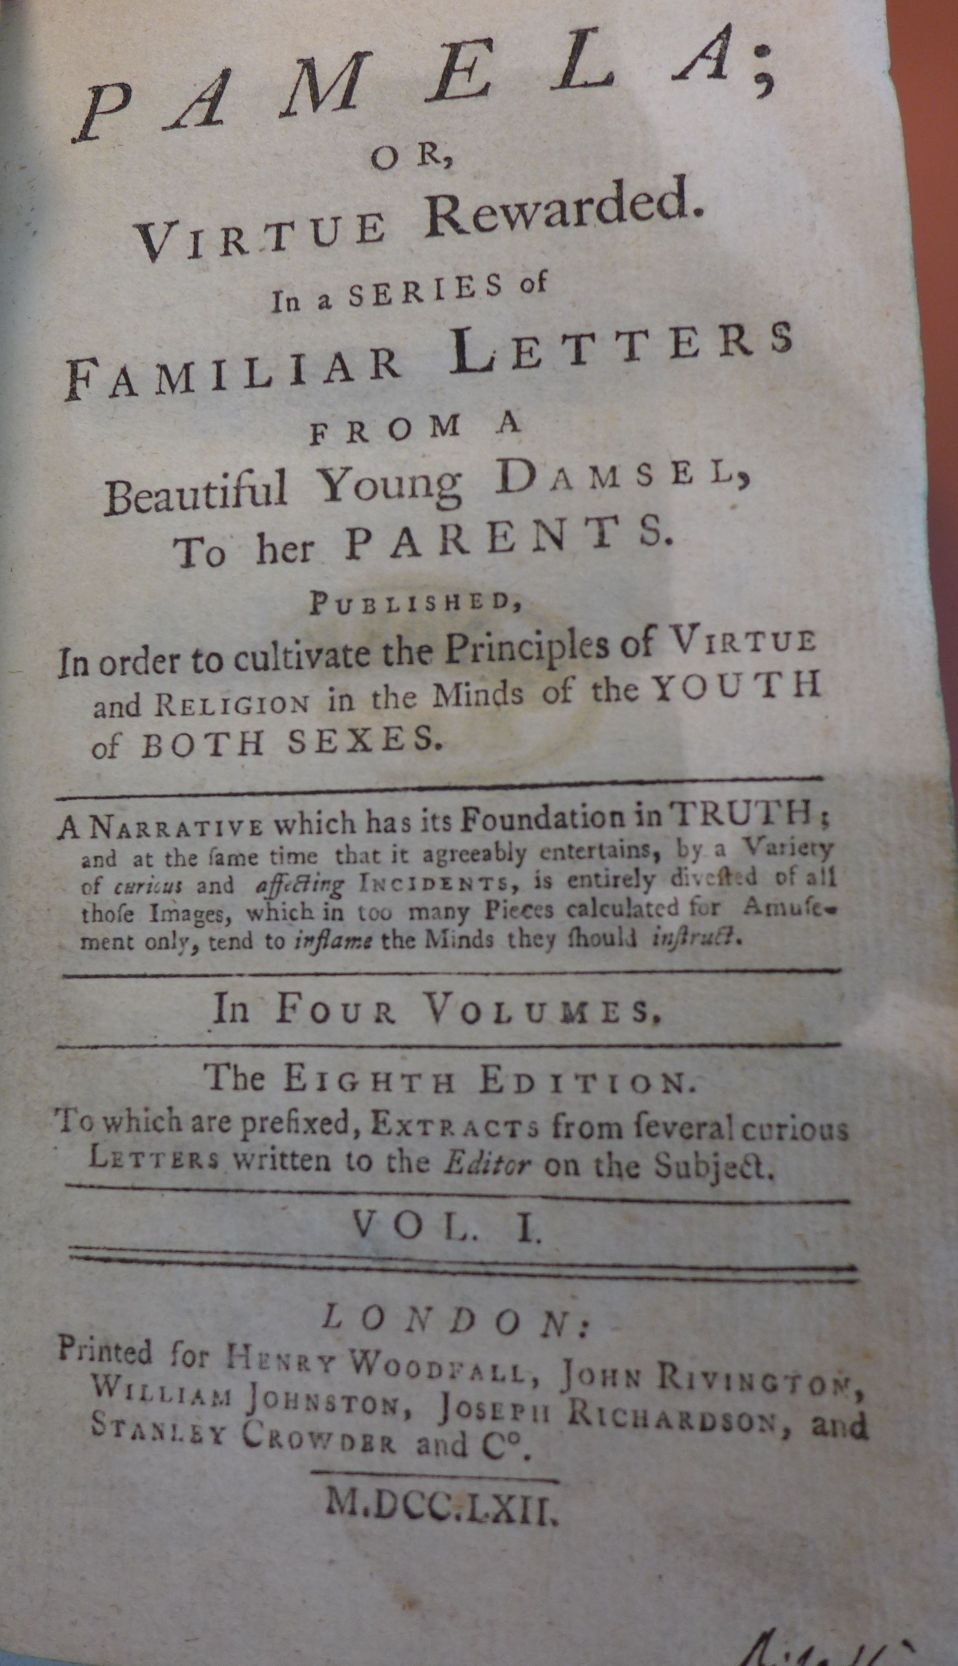 PAMELA;
OR,
VIRTUE Rewarded.
In a SERIES of
FAMILIAR LETTERS
FROM A
Beautiful Young DAMSEL,
To her PARENTS.
PUBLISHED,
In order to cultivate the Principles of VIRTUE
and RELIGION in the Minds of the YOUTH
of BOTH SEXES.
A NARRATIVE which has its Foundation in TRUTH;
and at the ſame time that it agreeably entertains, by a Variety
of curious and affecting INCIDENTS, is entirely diveſted of all
thoſe Images, which in too many Pieces calculated for Amuſe-
ment only, tend to inflame the Minds they ſhould inſtruct.
In FOUR VOLUMES.
The EIGHTH EDITION.
To which are prefixed, EXTRACTS from ſeveral curious
LETTERS written to the Editor on the Subject.
VOL. I.
LONDON:
Printed for HENRY WOODFALL, JOHN RIVINGTON,
WILLIAM JOHNSTON, JOSEPH RICHARDSON, and
STANLEY CROWDER and Cº.
M.DCC.LXII.